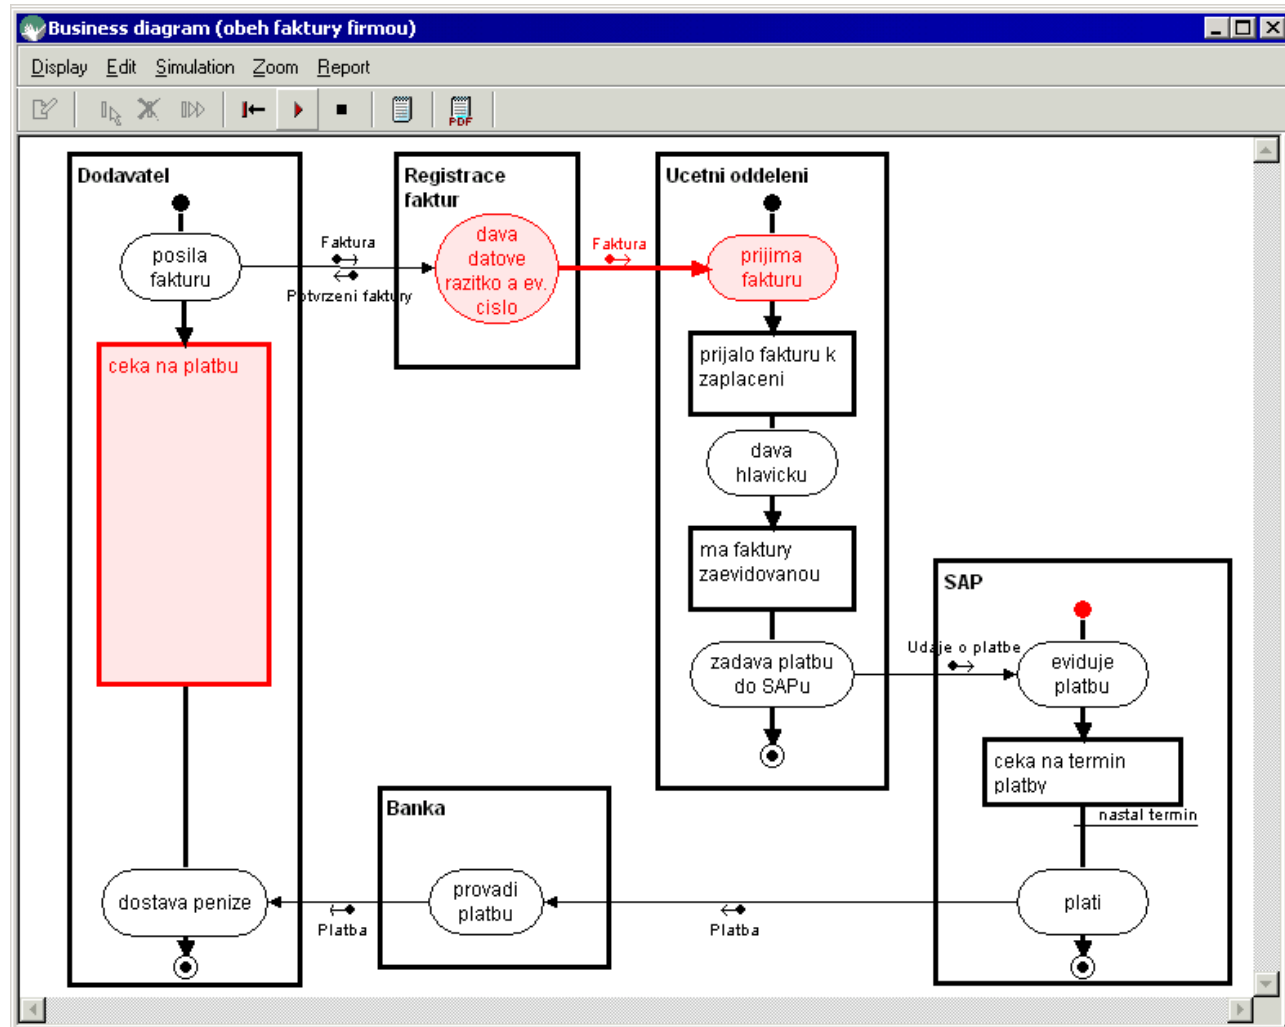 Business diagram (obeh faktury firmou)
Display Edit Simulation Zoom Report
PDF
Dodavatel
posila
fakturu
ceka na platbu
dostava penize
Faktura
Potvrzeni faktury
Registrace
faktur
dava
datove
razitko a ev.
cislo
Faktura
Ucetni oddeleni
prijima
fakturu
prijalo fakturu k
zaplaceni
dava
hlavicku
ma faktury
zaevidovanou
zadava platbu
do SAPu
Udaje o platbe
SAP
eviduje
platbu
ceka na termin
platby
nastal termin
plati
Platba
Banka
provadi
platbu
Platba